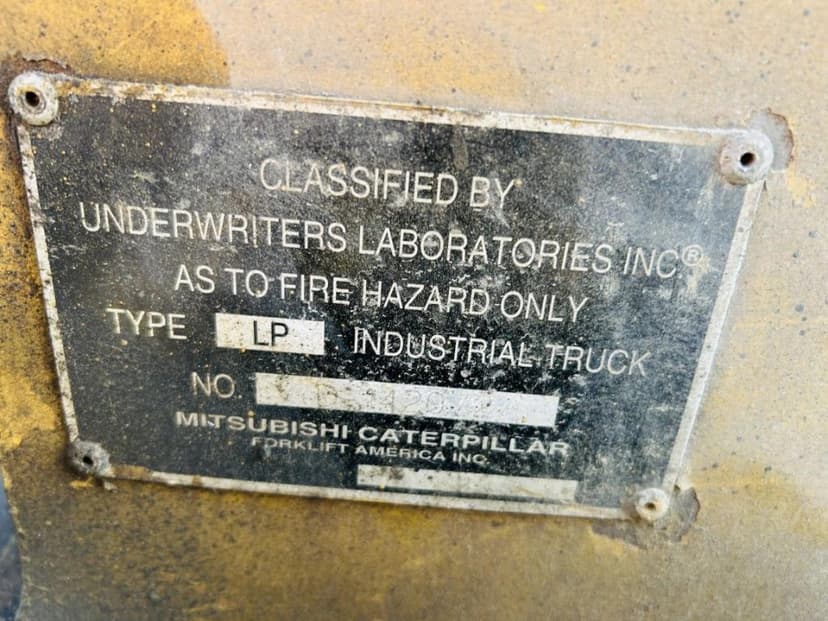 CLASSIFIED BY
UNDERWRITERS LABORATORIES INC®
AS TO FIRE HAZARD ONLY
TYPE LP INDUSTRIAL TRUCK
NO.
MITSUBISHI CATERPILLAR
FORKLIFT AMERICA INC.